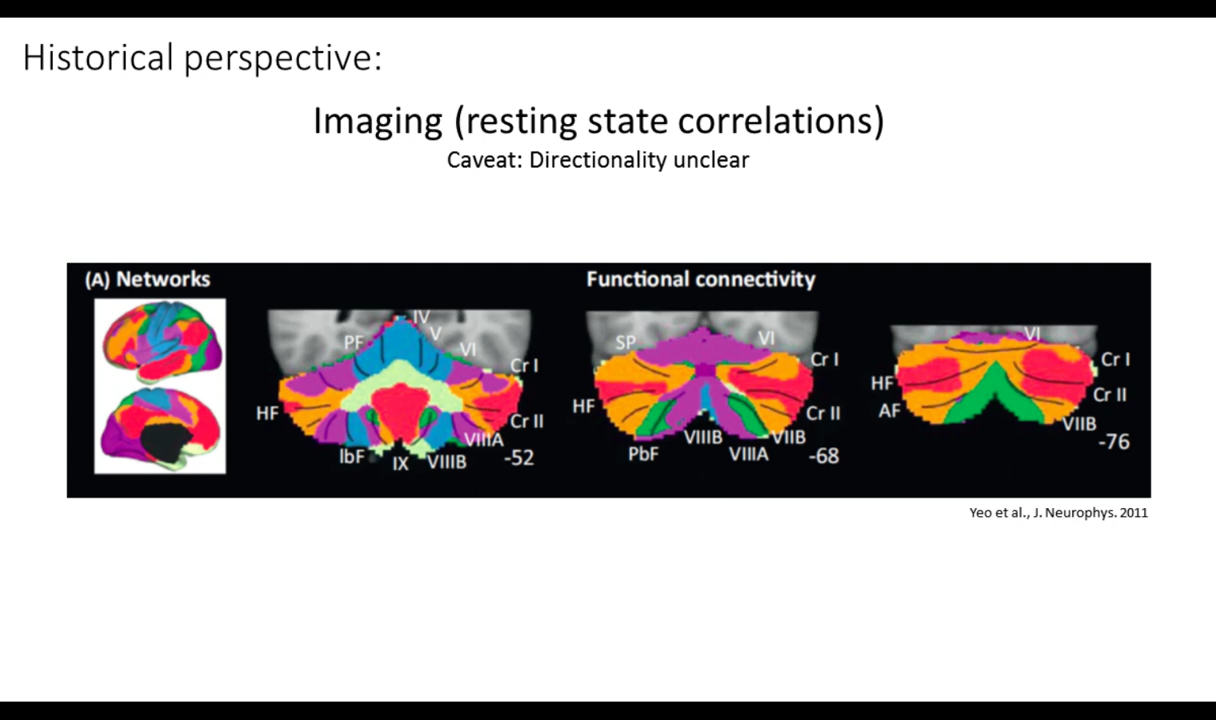 Historical perspective:
Imaging (resting state correlations)
Caveat: Directionality unclear
(A) Networks
Functional connectivity
IV
PF
V
VI
Cr I
HF
Cr II
VIIIA
IbF
IX
VIIIB
-52
SP
VI
Cr I
HF
Cr II
VIIIB
VIIB
PbF
VIIIA
-68
VI
Cr I
HF
Cr II
AF
VIIB
-76
Yeo et al., J. Neurophys. 2011